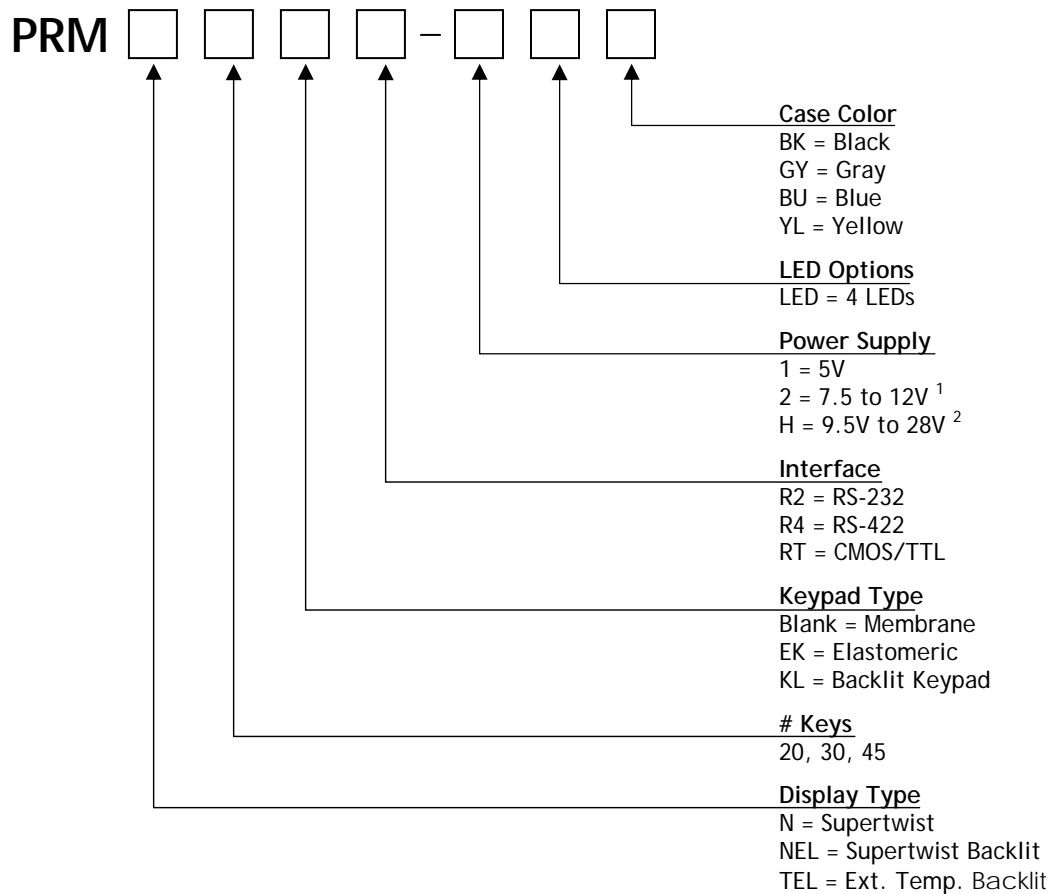 PRM –
Case Color
BK = Black
GY = Gray
BU = Blue
YL = Yellow
LED Options
LED = 4 LEDs
Power Supply
1 = 5V
2 = 7.5 to 12V 1
H = 9.5V to 28V 2
Interface
R2 = RS-232
R4 = RS-422
RT = CMOS/TTL
Keypad Type
Blank = Membrane
EK = Elastomeric
KL = Backlit Keypad
# Keys
20, 30, 45
Display Type
N = Supertwist
NEL = Supertwist Backlit
TEL = Ext. Temp. Backlit